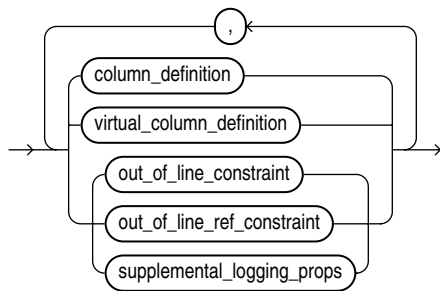 ,
column_definition
virtual_column_definition
out_of_line_constraint
out_of_line_ref_constraint
supplemental_logging_props